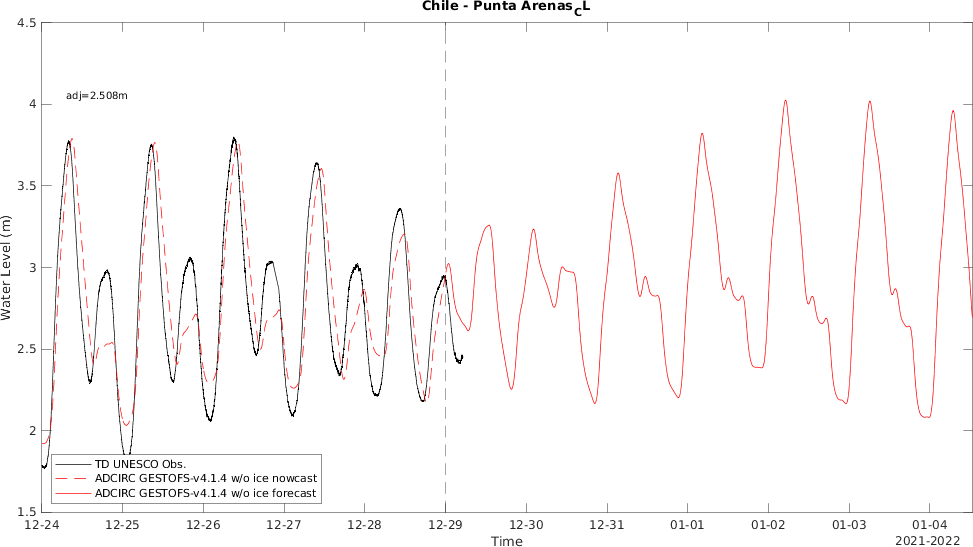 Chile - Punta Arenas_CL
4.5
adj=2.508m
4
3.5
3
2.5
2
1.5
Water Level (m)
TD UNESCO Obs.
ADCIRC GESTOFS-v4.1.4 w/o ice nowcast
ADCIRC GESTOFS-v4.1.4 w/o ice forecast
12-24 12-25 12-26 12-27 12-28 12-29 12-30 12-31 01-01 01-02 01-03 01-04
Time
2021-2022